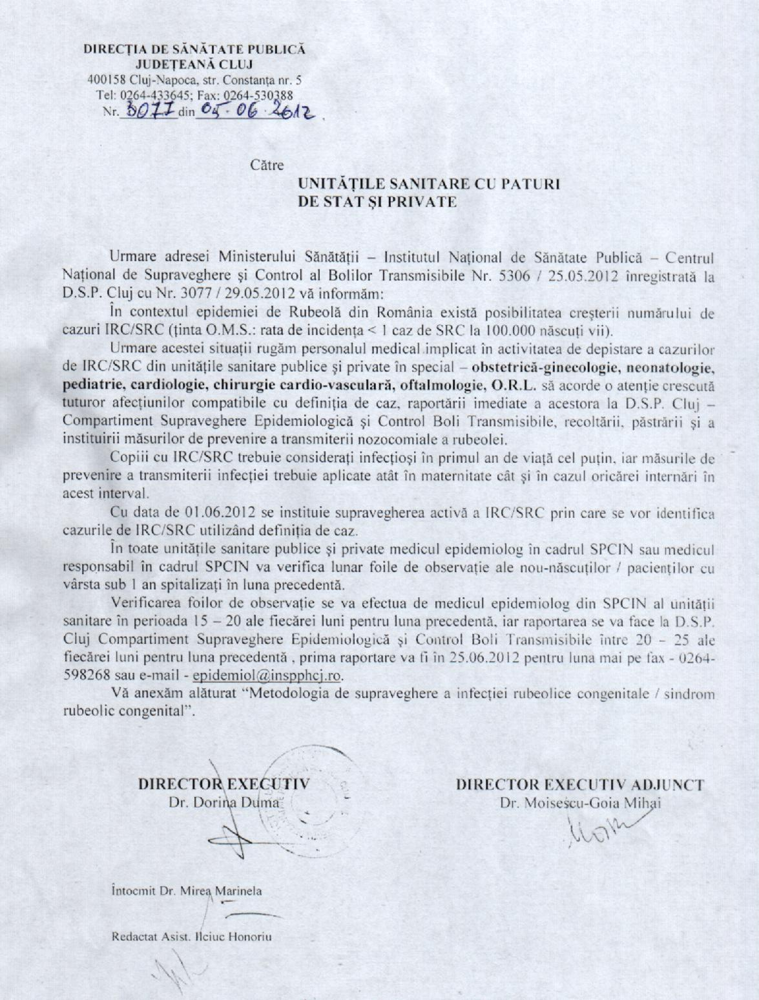 DIRECȚIA DE SĂNĂTATE PUBLICĂ
JUDEȚEANĂ CLUJ
400158 Cluj-Napoca, str. Constanța nr. 5
Tel: 0264-433645; Fax: 0264-530388
Nr. 3077 din 05.06.2012
Către
UNITĂȚILE SANITARE CU PATURI
DE STAT ȘI PRIVATE
Urmare adresei Ministerului Sănătății – Institutul Național de Sănătate Publică – Centrul
Național de Supraveghere și Control al Bolilor Transmisibile Nr. 5306 / 25.05.2012 înregistrată la
D.S.P. Cluj cu Nr. 3077 / 29.05.2012 vă informăm:
În contextul epidemiei de Rubeolă din România există posibilitatea creșterii numărului de
cazuri IRC/SRC (ținta O.M.S.: rata de incidența < 1 caz de SRC la 100.000 născuți vii).
Urmare acestei situații rugăm personalul medical implicat în activitatea de depistare a cazurilor
de IRC/SRC din unitățile sanitare publice și private în special – obstetrică-ginecologie, neonatologie,
pediatrie, cardiologie, chirurgie cardio-vasculară, oftalmologie, O.R.L. să acorde o atenție crescută
tuturor afecțiunilor compatibile cu definiția de caz, raportării imediate a acestora la D.S.P. Cluj –
Compartiment Supraveghere Epidemiologică și Control Boli Transmisibile, recoltării, păstrării și a
instituirii măsurilor de prevenire a transmiterii nozocomiale a rubeolei.
Copiii cu IRC/SRC trebuie considerați infecțioși în primul an de viață cel puțin, iar măsurile de
prevenire a transmiterii infecției trebuie aplicate atât în maternitate cât și în cazul oricărei internări în
acest interval.
Cu data de 01.06.2012 se instituie supravegherea activă a IRC/SRC prin care se vor identifica
cazurile de IRC/SRC utilizând definiția de caz.
În toate unitățile sanitare publice și private medicul epidemiolog în cadrul SPCIN sau medicul
responsabil în cadrul SPCIN va verifica lunar foile de observație ale nou-născuților / pacienților cu
vârsta sub 1 an spitalizați în luna precedentă.
Verificarea foilor de observație se va efectua de medicul epidemiolog din SPCIN al unității
sanitare în perioada 15 – 20 ale fiecărei luni pentru luna precedentă, iar raportarea se va face la D.S.P.
Cluj Compartiment Supraveghere Epidemiologică și Control Boli Transmisibile între 20 – 25 ale
fiecărei luni pentru luna precedentă , prima raportare va fi în 25.06.2012 pentru luna mai pe fax - 0264-
598268 sau e-mail - epidemiol@inspphcj.ro.
Vă anexăm alăturat “Metodologia de supraveghere a infecției rubeolice congenitale / sindrom
rubeolic congenital”.
DIRECTOR EXECUTIV
Dr. Dorina Duma
DIRECTOR EXECUTIV ADJUNCT
Dr. Moisescu-Goia Mihai
Întocmit Dr. Mirea Marinela
Redactat Asist. Ilciuc Honoriu